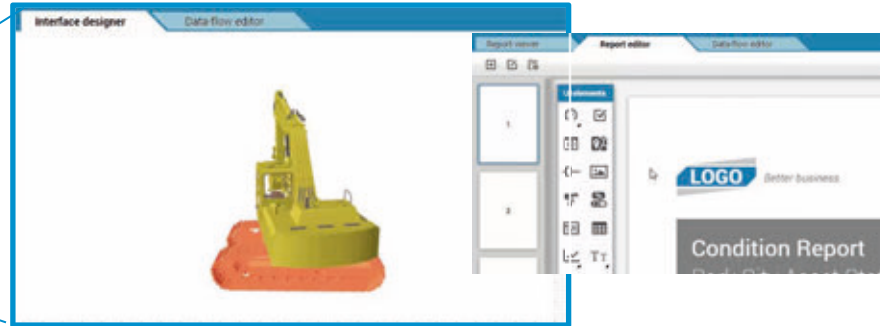 Interface designer
Data flow editor
Report viewer
Report editor
Data flow editor
UI elements
1
2
LOGO
Better business.
Condition Report